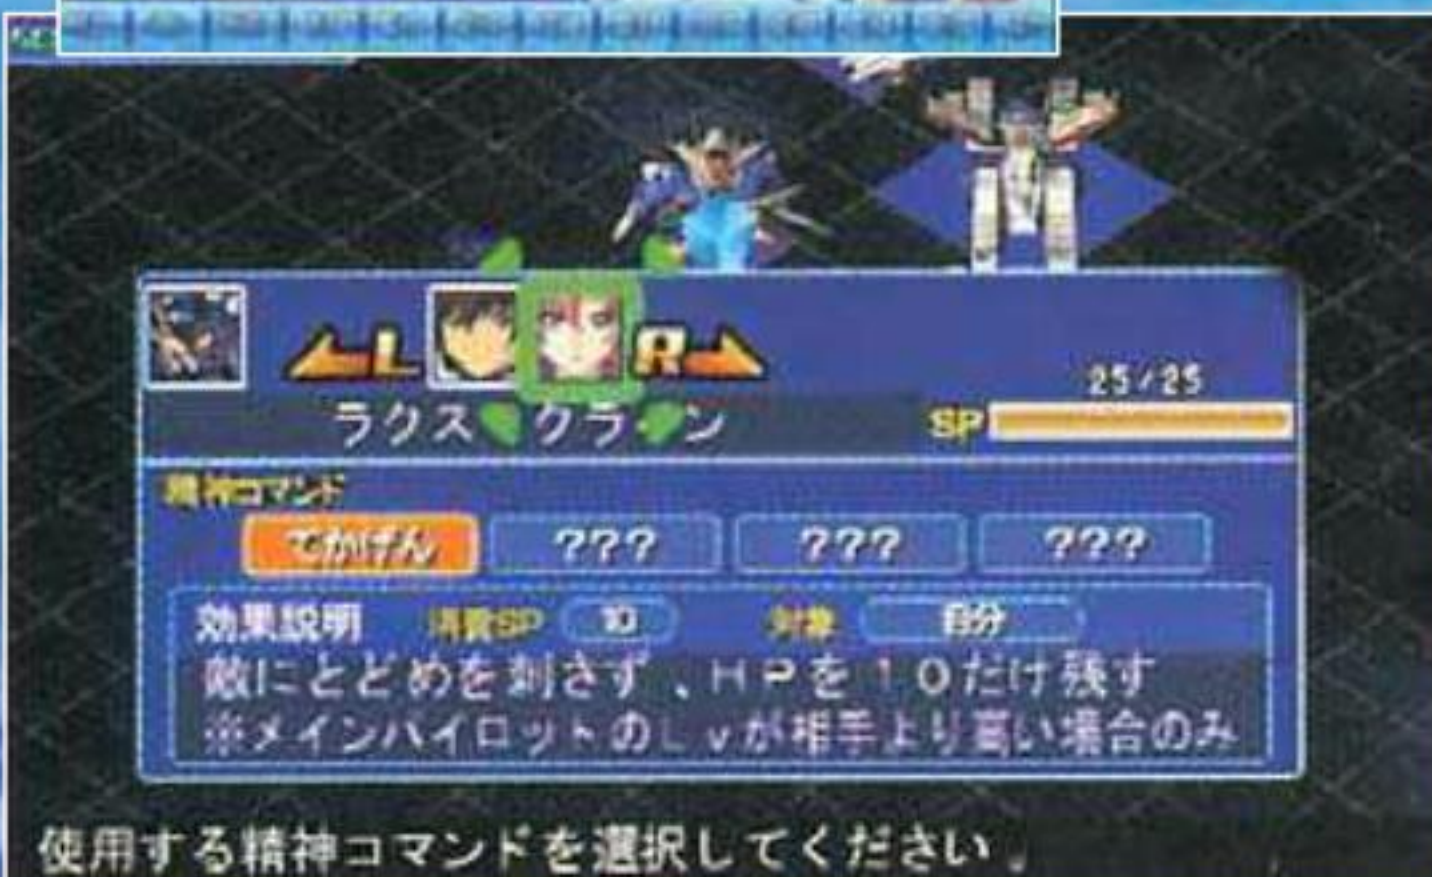 L R
25/25
ラクス・クライン SP
精神コマンド
てかげん ??? ??? ???
効果説明 消費SP 10 対象 自分
敵にとどめを刺さず、HPを10だけ残す
※メインパイロットのLvが相手より高い場合のみ
使用する精神コマンドを選択してください。